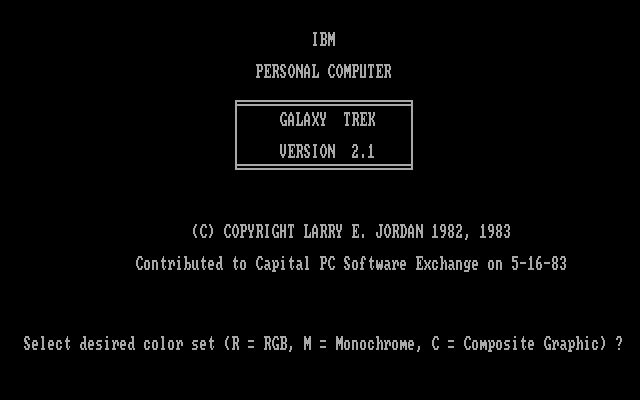 IBM
PERSONAL COMPUTER
GALAXY TREK
VERSION 2.1
(C) COPYRIGHT LARRY E. JORDAN 1982, 1983
Contributed to Capital PC Software Exchange on 5-16-83
Select desired color set (R = RGB, M = Monochrome, C = Composite Graphic) ?